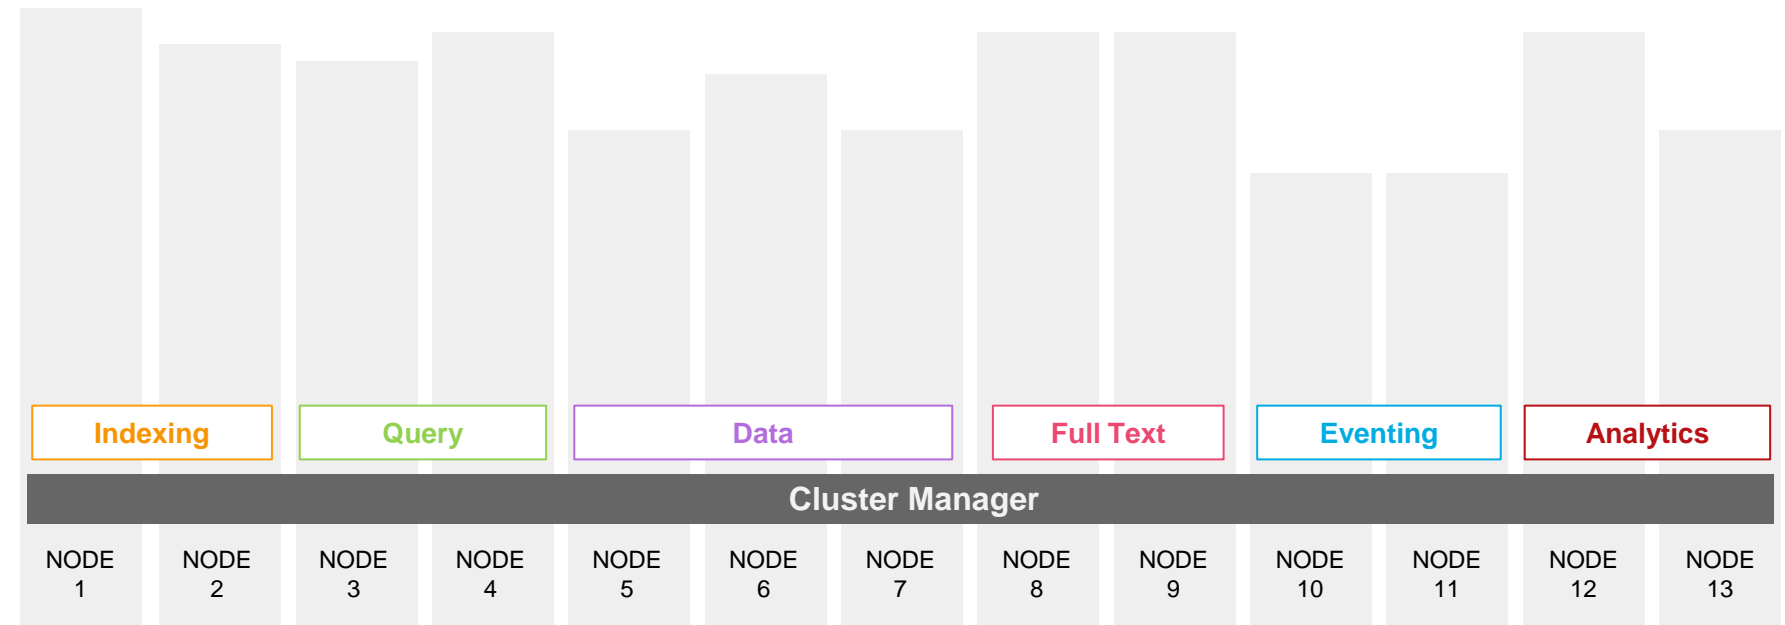 Indexing
Query
Data
Full Text
Eventing
Analytics
Cluster Manager
NODE
1
NODE
2
NODE
3
NODE
4
NODE
5
NODE
6
NODE
7
NODE
8
NODE
9
NODE
10
NODE
11
NODE
12
NODE
13